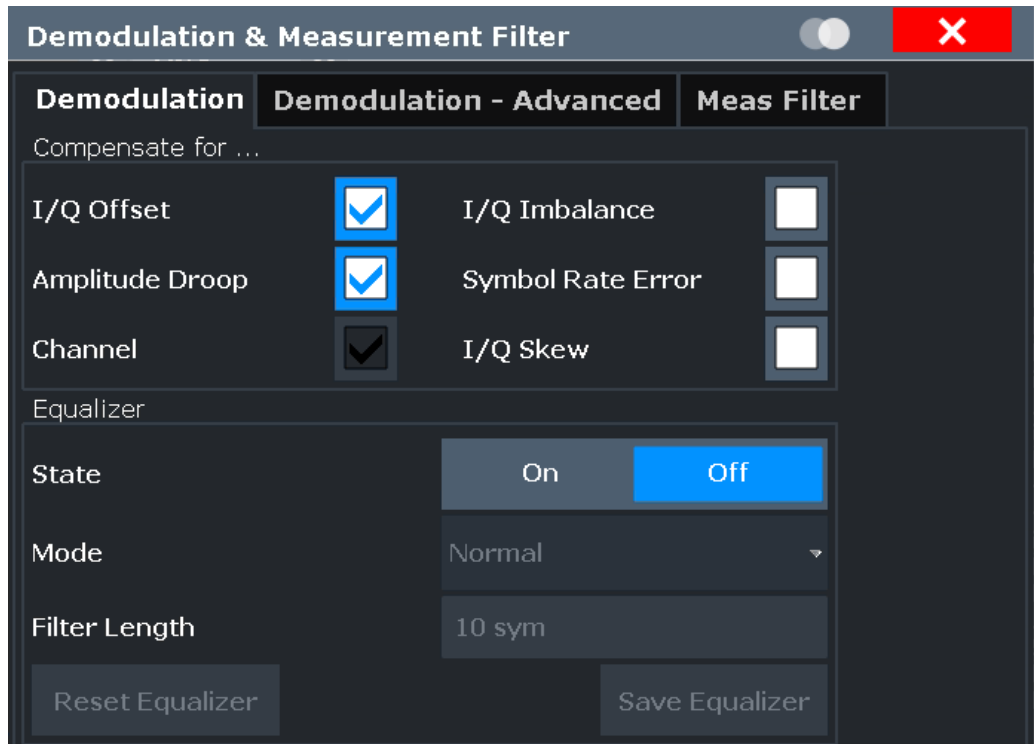 Demodulation & Measurement Filter
Demodulation Demodulation - Advanced Meas Filter
Compensate for ...
I/Q Offset I/Q Imbalance
Amplitude Droop Symbol Rate Error
Channel I/Q Skew
Equalizer
State On Off
Mode Normal
Filter Length 10 sym
Reset Equalizer Save Equalizer